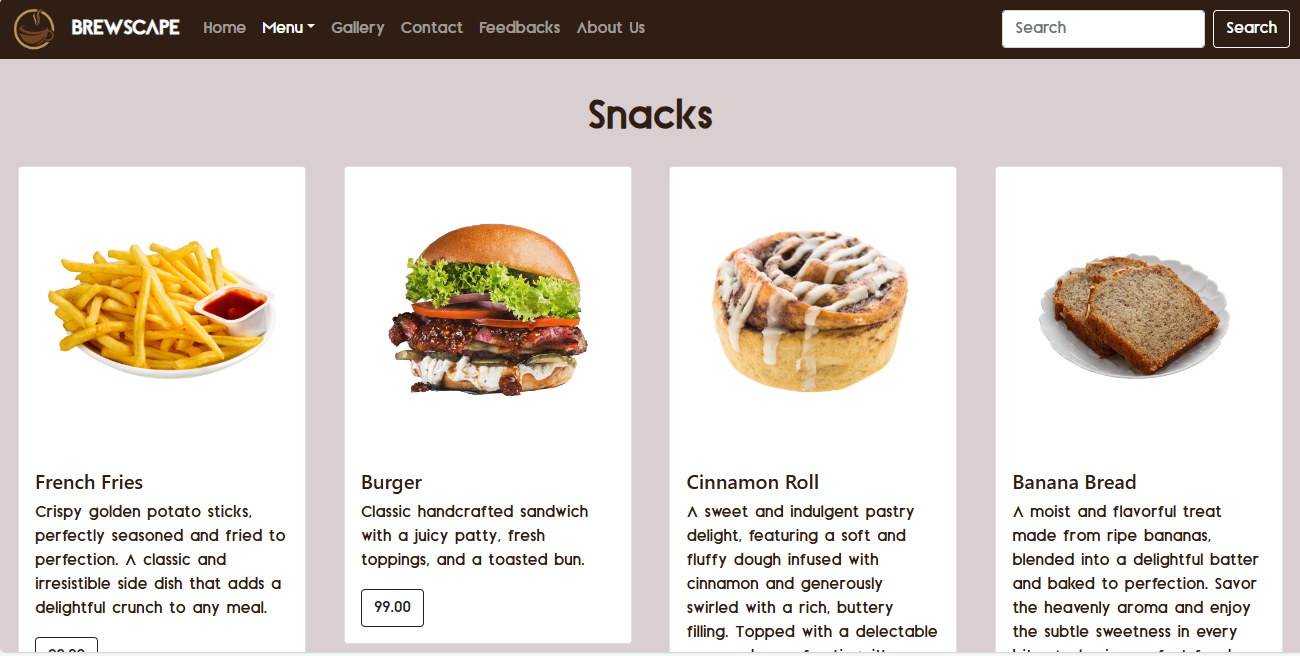 BREWSCAPE Home Menu Gallery Contact Feedbacks About Us Search Search
Snacks
French Fries
Crispy golden potato sticks,
perfectly seasoned and fried to
perfection. A classic and
irresistible side dish that adds a
delightful crunch to any meal.
Burger
Classic handcrafted sandwich
with a juicy patty, fresh
toppings, and a toasted bun.
99.00
Cinnamon Roll
A sweet and indulgent pastry
delight, featuring a soft and
fluffy dough infused with
cinnamon and generously
swirled with a rich, buttery
filling. Topped with a delectable
Banana Bread
A moist and flavorful treat
made from ripe bananas,
blended into a delightful batter
and baked to perfection. Savor
the heavenly aroma and enjoy
the subtle sweetness in every